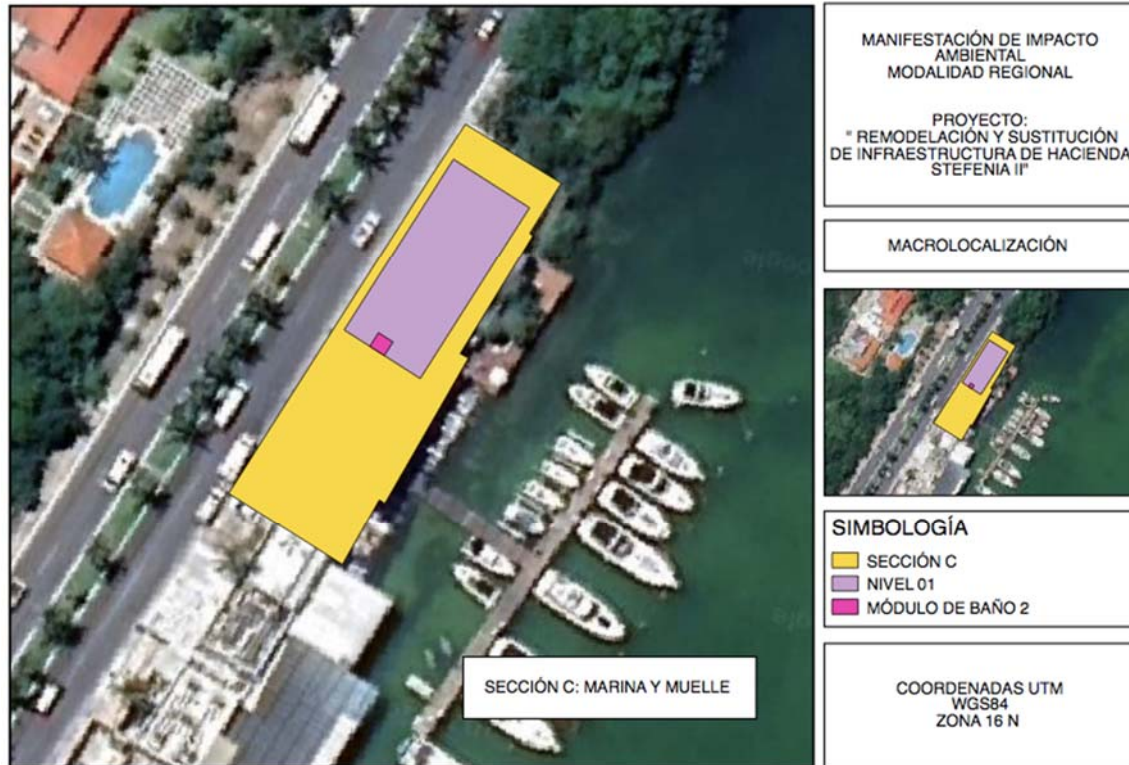 MANIFESTACIÓN DE IMPACTO
AMBIENTAL
MODALIDAD REGIONAL
PROYECTO:
" REMODELACIÓN Y SUSTITUCIÓN
DE INFRAESTRUCTURA DE HACIENDA
STEFENIA II"
MACROLOCALIZACIÓN
SIMBOLOGÍA
SECCIÓN C
NIVEL 01
MÓDULO DE BAÑO 2
SECCIÓN C: MARINA Y MUELLE
COORDENADAS UTM
WGS84
ZONA 16 N